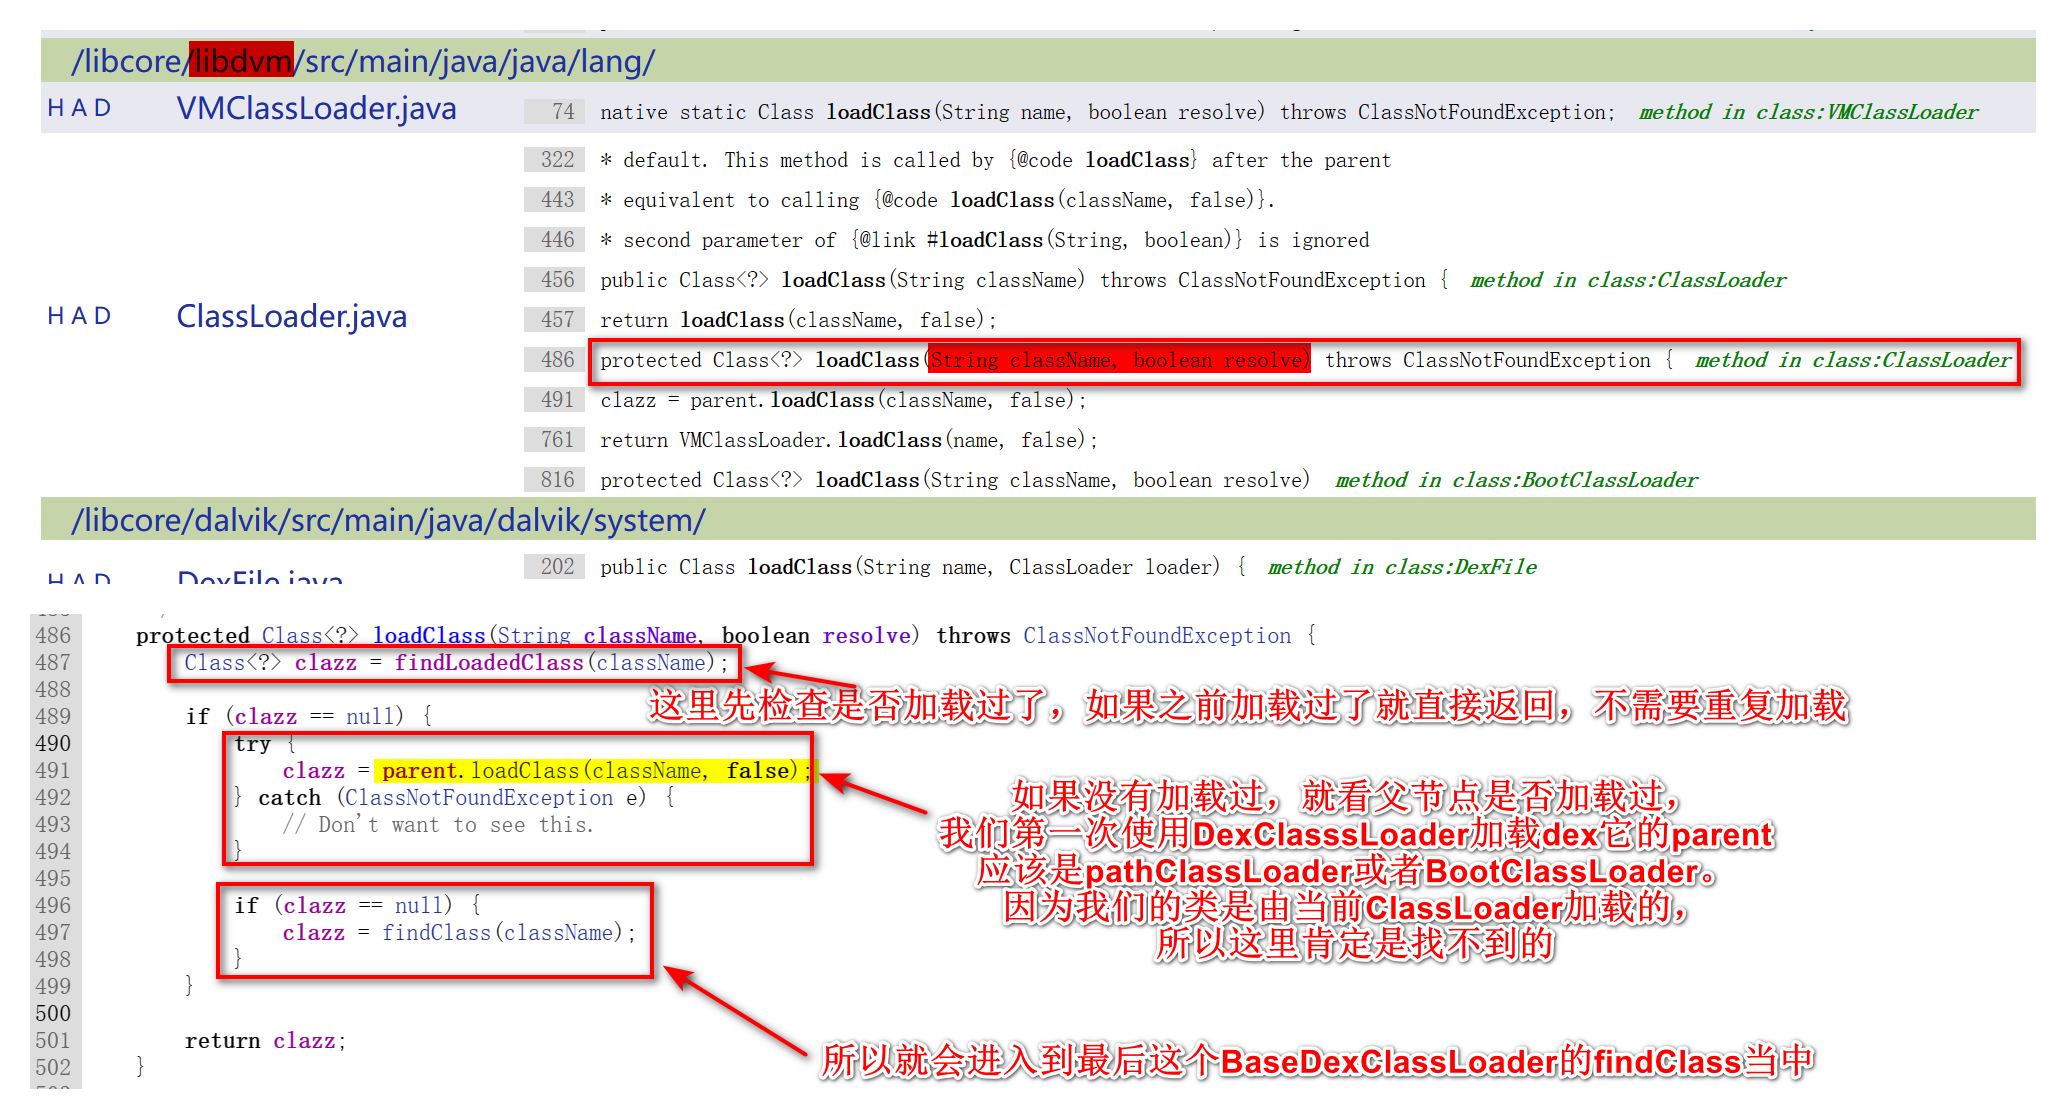 /libcore/libdvm/src/main/java/java/lang/
H A D VMClassLoader.java 74 native static Class loadClass(String name, boolean resolve) throws ClassNotFoundException; method in class:VMClassLoader
322 * default. This method is called by {@code loadClass} after the parent
443 * equivalent to calling {@code loadClass(className, false)}.
446 * second parameter of {@link #loadClass(String, boolean)} is ignored
456 public Class<?> loadClass(String className) throws ClassNotFoundException { method in class:ClassLoader
H A D ClassLoader.java 457 return loadClass(className, false);
486 protected Class<?> loadClass(String className, boolean resolve) throws ClassNotFoundException { method in class:ClassLoader
491 clazz = parent.loadClass(className, false);
761 return VMClassLoader.loadClass(name, false);
816 protected Class<?> loadClass(String className, boolean resolve) method in class:BootClassLoader
/libcore/dalvik/src/main/java/dalvik/system/
H A D DexFile.java 202 public Class loadClass(String name, ClassLoader loader) { method in class:DexFile
486 protected Class<?> loadClass(String className, boolean resolve) throws ClassNotFoundException {
487 Class<?> clazz = findLoadedClass(className);
488
这里先检查是否加载过了，如果之前加载过了就直接返回，不需要重复加载
489 if (clazz == null) {
490 try {
491 clazz = parent.loadClass(className, false);
492 } catch (ClassNotFoundException e) {
493 // Don't want to see this.
494 }
495
如果没有加载过，就看父节点是否加载过，
我们第一次使用DexClasssLoader加载dex它的parent
应该是pathClassLoader或者BootClassLoader。
因为我们的类是由当前ClassLoader加载的，
所以这里肯定是找不到的
496 if (clazz == null) {
497 clazz = findClass(className);
498 }
499 }
500
501 return clazz;
502 }
所以就会进入到最后这个BaseDexClassLoader的findClass当中